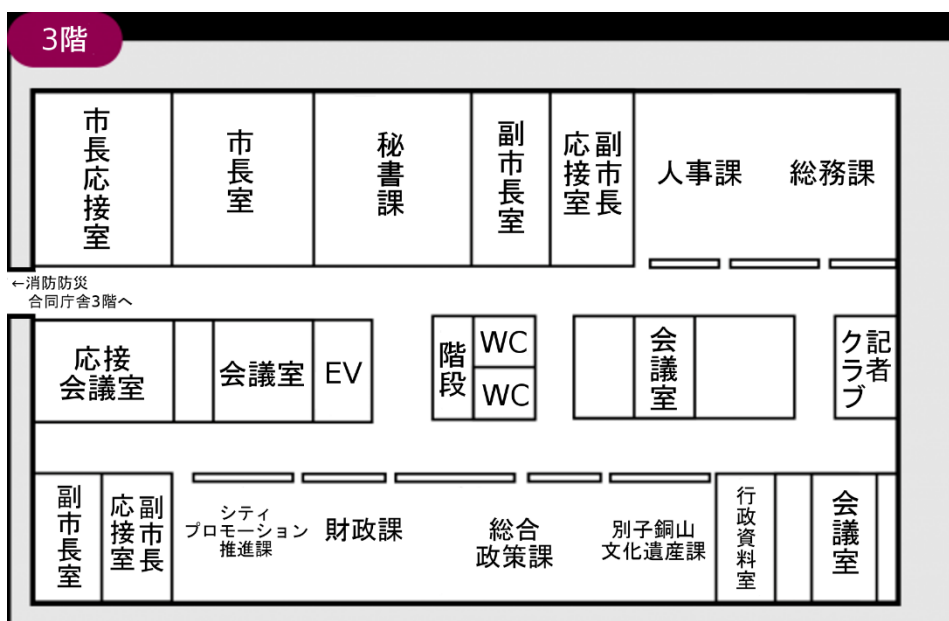 3階
市長応接室
市長室
秘書課
副市長室
副市長
応接室
人事課
総務課
←消防防災
合同庁舎3階へ
応接
会議室
会議室
EV
階段
WC
WC
会議室
記者
クラブ
副市長室
副市長
応接室
シティ
プロモーション
推進課
財政課
総合
政策課
別子銅山
文化遺産課
行政資料室
会議室